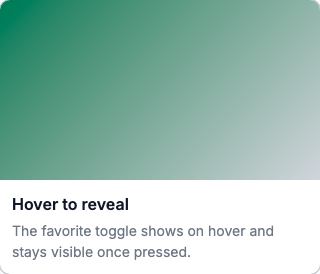 Hover to reveal
The favorite toggle shows on hover and
stays visible once pressed.